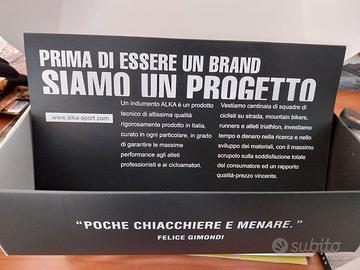 PRIMA DI ESSERE UN BRAND
SIAMO UN PROGETTO
www.alka-sport.com
Un indumento ALKA è un prodotto
tecnico di altissima qualità
rigorosamente prodotto in Italia,
curato in ogni particolare, in grado
di garantire le massime
performance agli atleti
professionisti e ai cicloamatori.
Vestiamo centinaia di squadre di
ciclisti su strada, mountain bikers,
runners e atleti triathlon, investiamo
tempo e denaro nella ricerca e nello
sviluppo dei materiali, con il massimo
scrupolo sulla soddisfazione totale
del consumatore ed un rapporto
qualità-prezzo vincente.
“POCHE CHIACCHIERE E MENARE.”
FELICE GIMONDI
subito